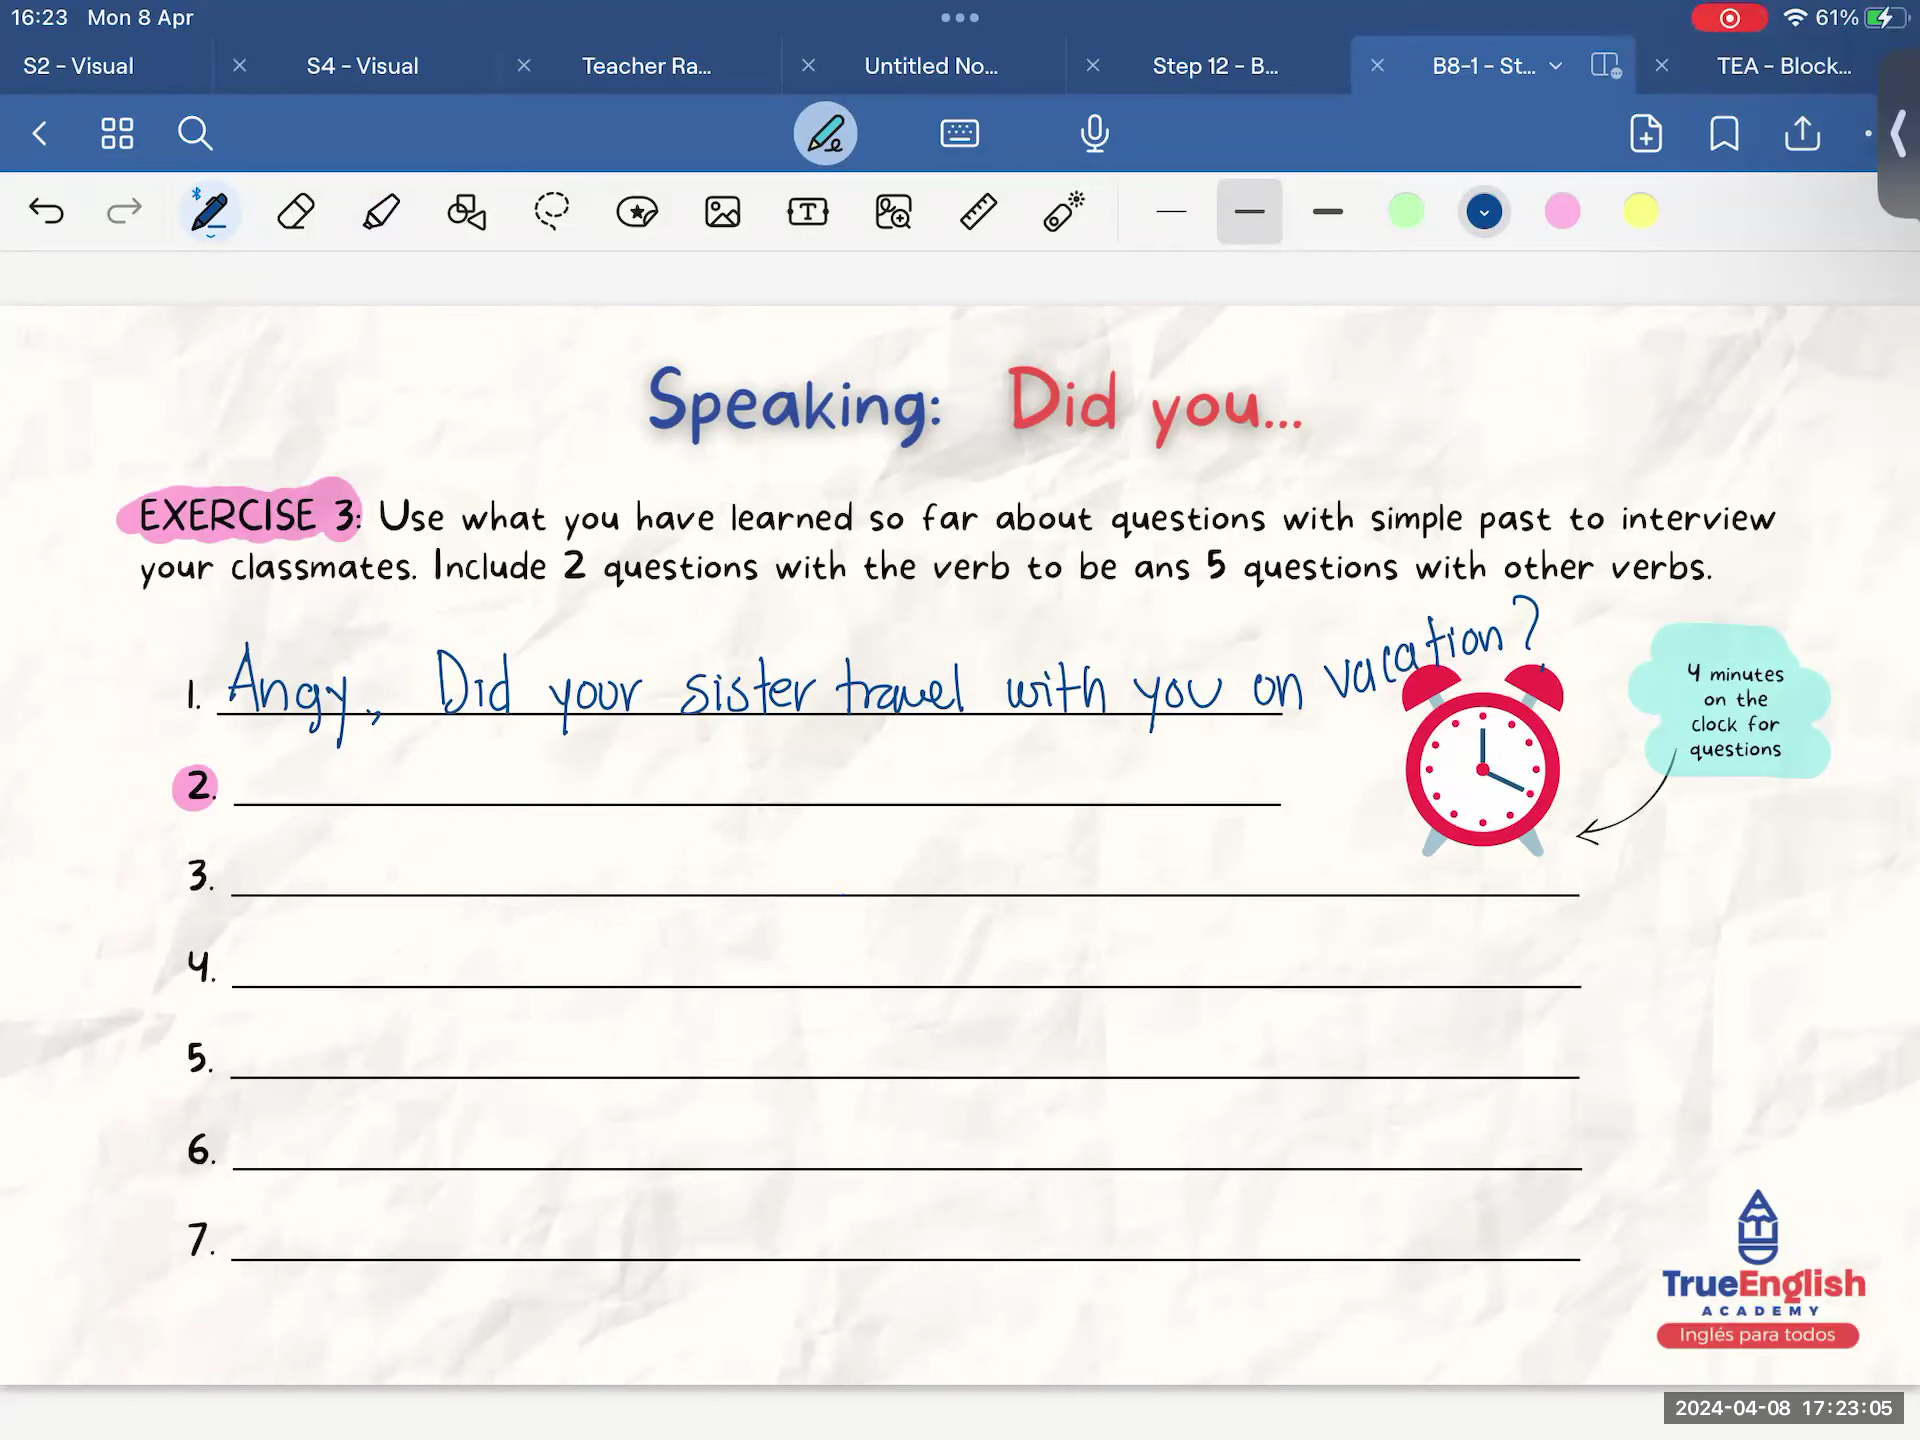 16:23 Mon 8 Apr
61%
S2 - Visual
S4 - Visual
Teacher Ra...
Untitled No...
Step 12 - B...
B8-1 - St...
TEA - Block...
Speaking: Did you...
EXERCISE 3: Use what you have learned so far about questions with simple past to interview
your classmates. Include 2 questions with the verb to be ans 5 questions with other verbs.
1. Angy, Did your sister travel with you on vacation?
4 minutes
on the
clock for
questions
2.
3.
4.
5.
6.
7.
TrueEnglish
ACADEMY
Inglés para todos
2024-04-08 17:23:05